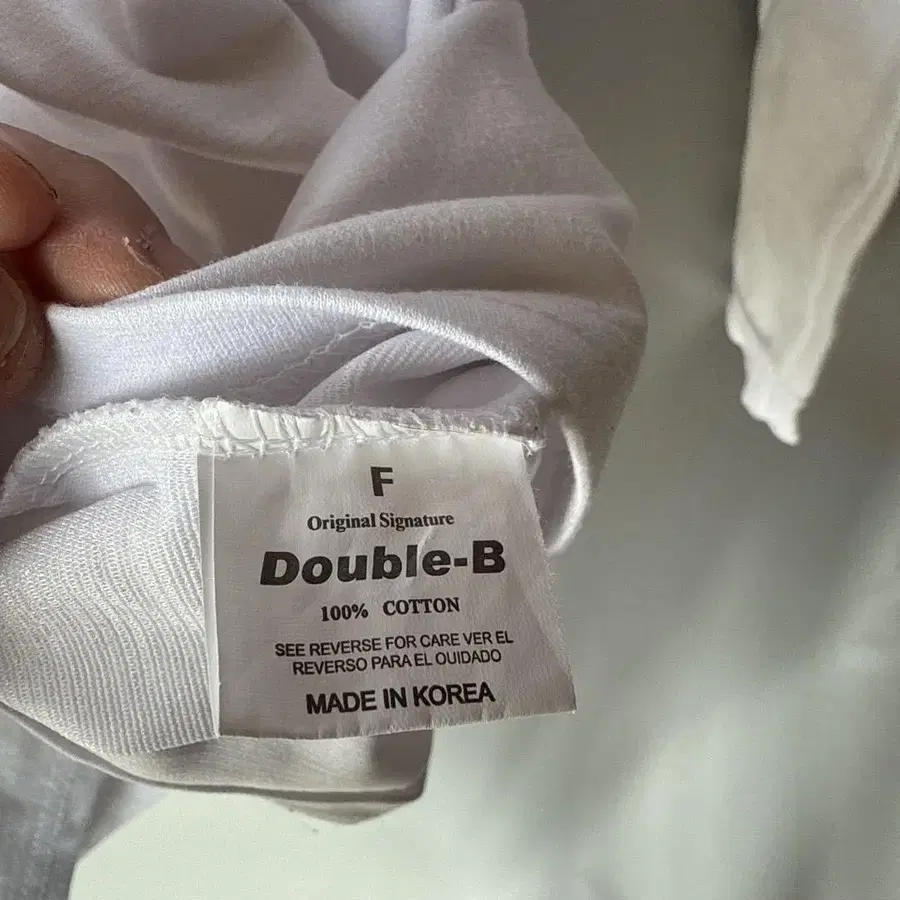 F
Original Signature
Double-B
100% COTTON
SEE REVERSE FOR CARE VER EL
REVERSO PARA EL OUIDADO
MADE IN KOREA